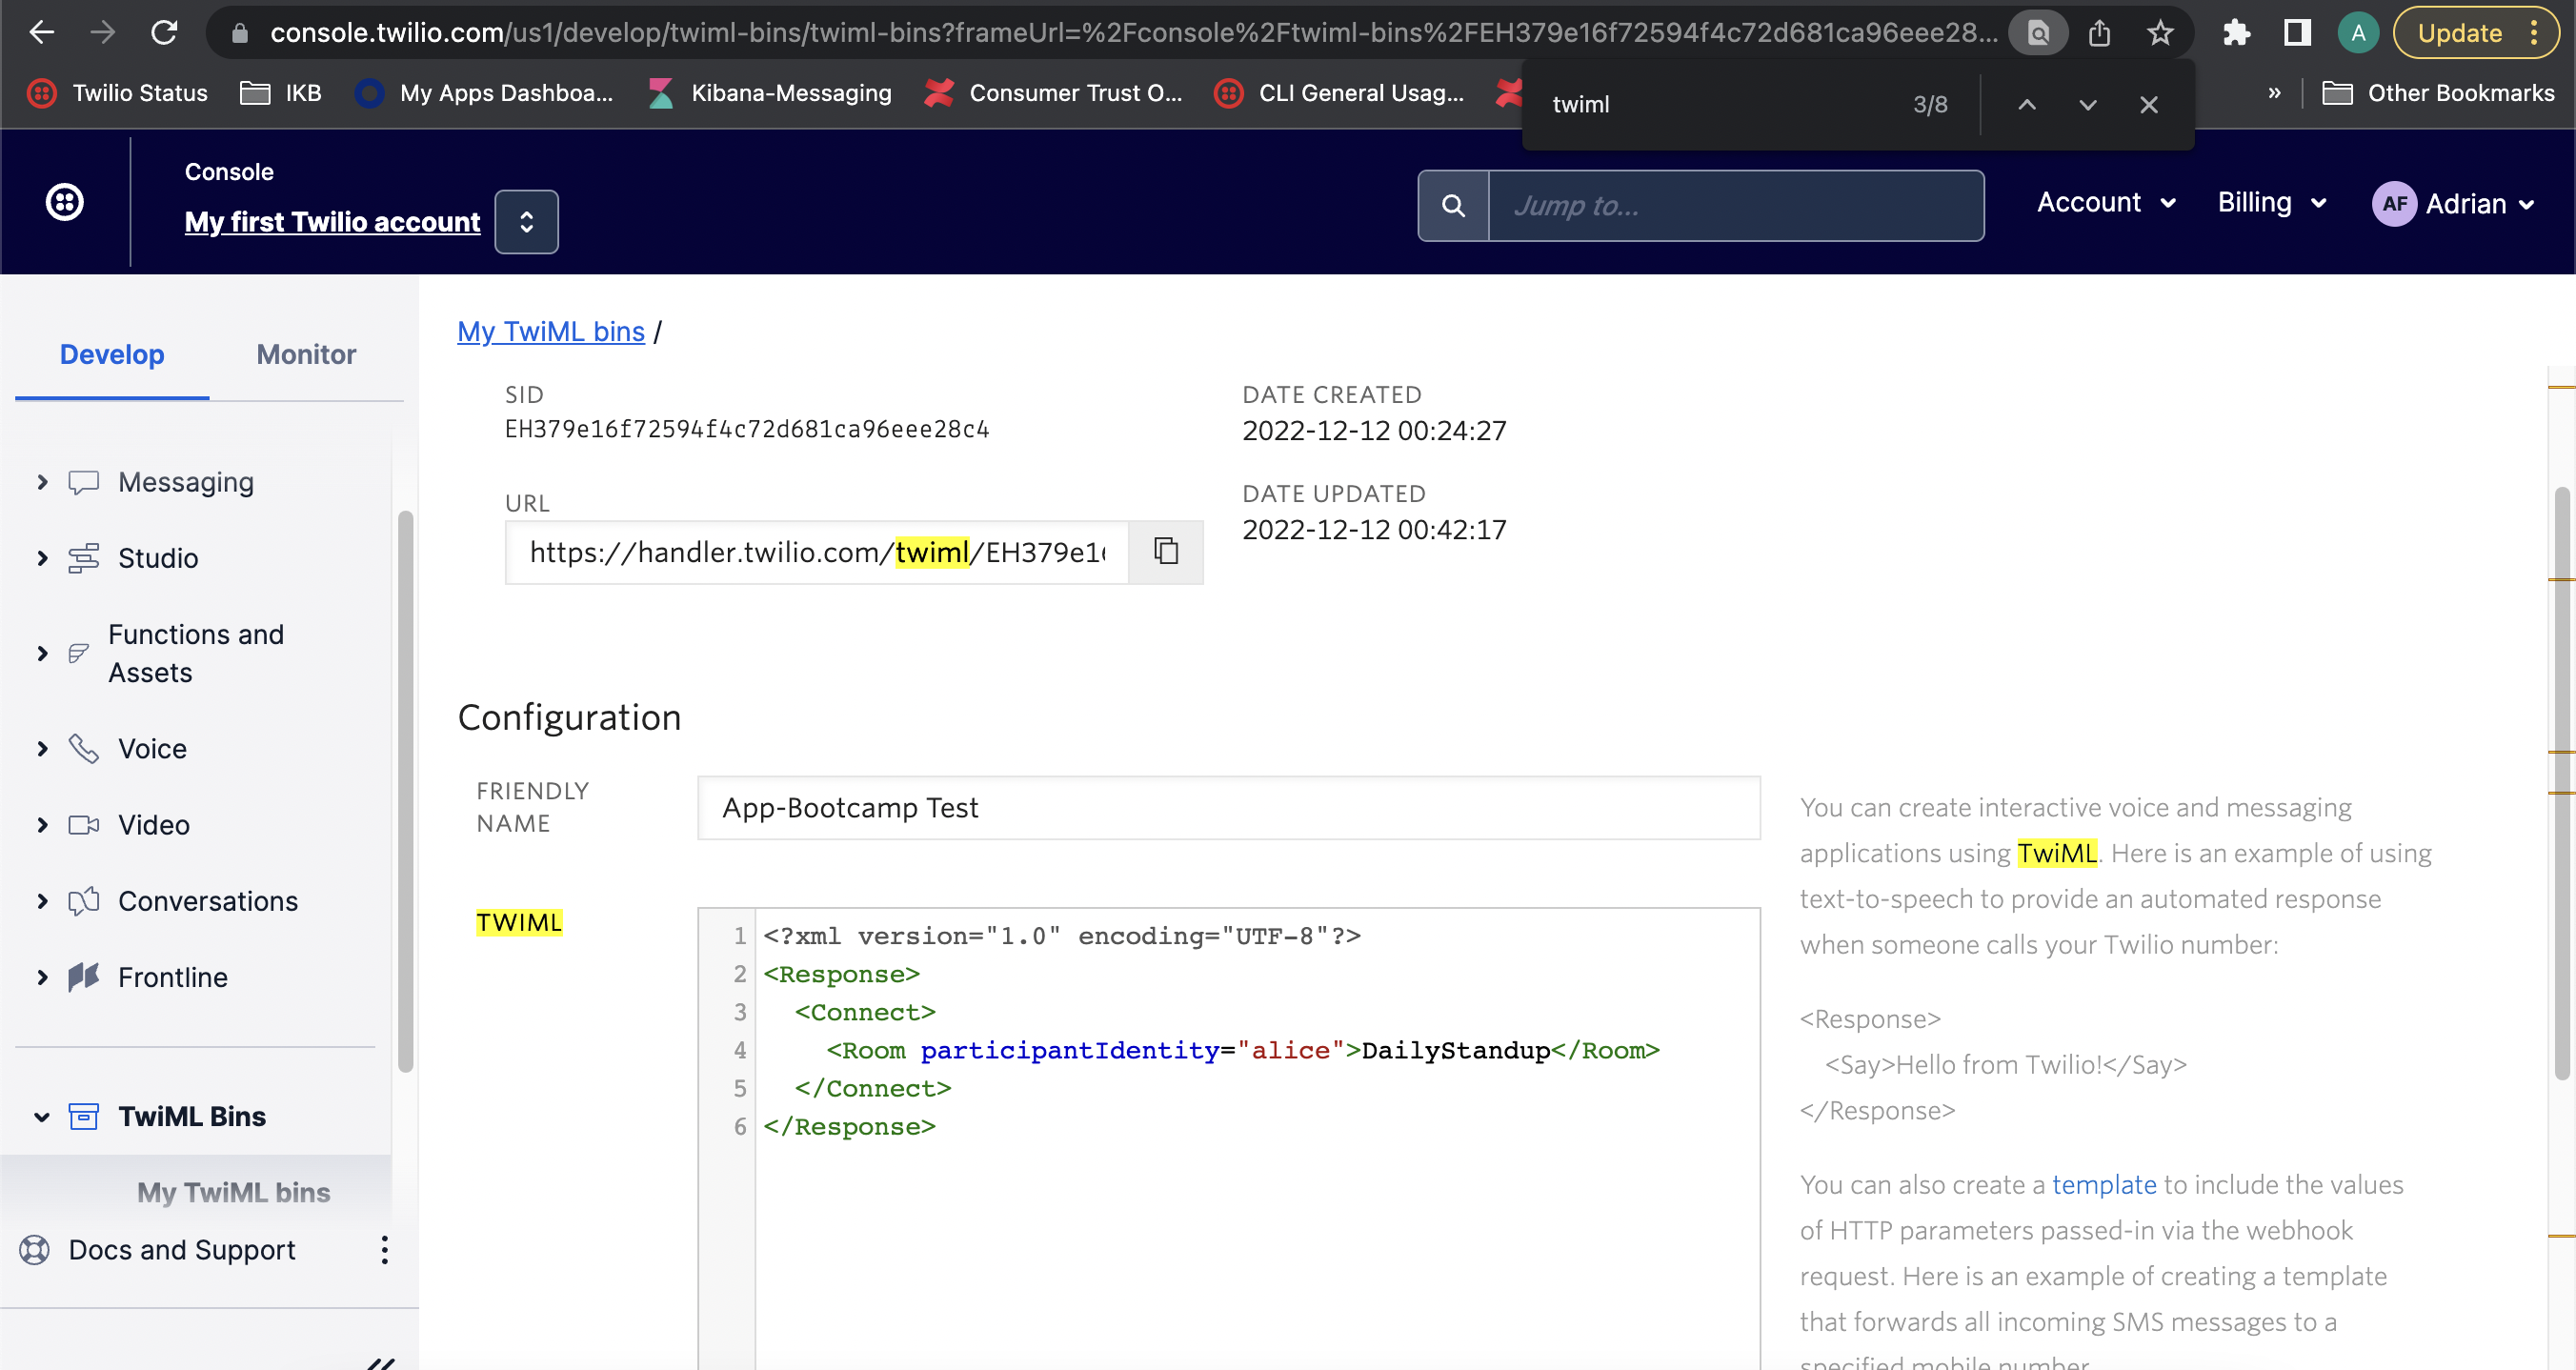 console.twilio.com/us1/develop/twiml-bins/twiml-bins?frameUrl=%2Fconsole%2Ftwiml-bins%2FEH379e16f72594f4c72d681ca96eee28...
A
Update
Twilio Status
IKB
My Apps Dashboa...
Kibana-Messaging
Consumer Trust O...
CLI General Usag...
twiml
3/8
»
Other Bookmarks
Console
My first Twilio account
Jump to...
Account
Billing
AF
Adrian
Develop
Monitor
Messaging
Studio
Functions and
Assets
Voice
Video
Conversations
Frontline
TwiML Bins
My TwiML bins
Docs and Support
My TwiML bins /
SID
EH379e16f72594f4c72d681ca96eee28c4
DATE CREATED
2022-12-12 00:24:27
URL
https://handler.twilio.com/twiml/EH379e1
DATE UPDATED
2022-12-12 00:42:17
Configuration
FRIENDLY
NAME
App-Bootcamp Test
TWIML
1 <?xml version="1.0" encoding="UTF-8"?>
2 <Response>
3 <Connect>
4 <Room participantIdentity="alice">DailyStandup</Room>
5 </Connect>
6 </Response>
You can create interactive voice and messaging
applications using TwiML. Here is an example of using
text-to-speech to provide an automated response
when someone calls your Twilio number:
<Response>
<Say>Hello from Twilio!</Say>
</Response>
You can also create a template to include the values
of HTTP parameters passed-in via the webhook
request. Here is an example of creating a template
that forwards all incoming SMS messages to a
specified mobile number